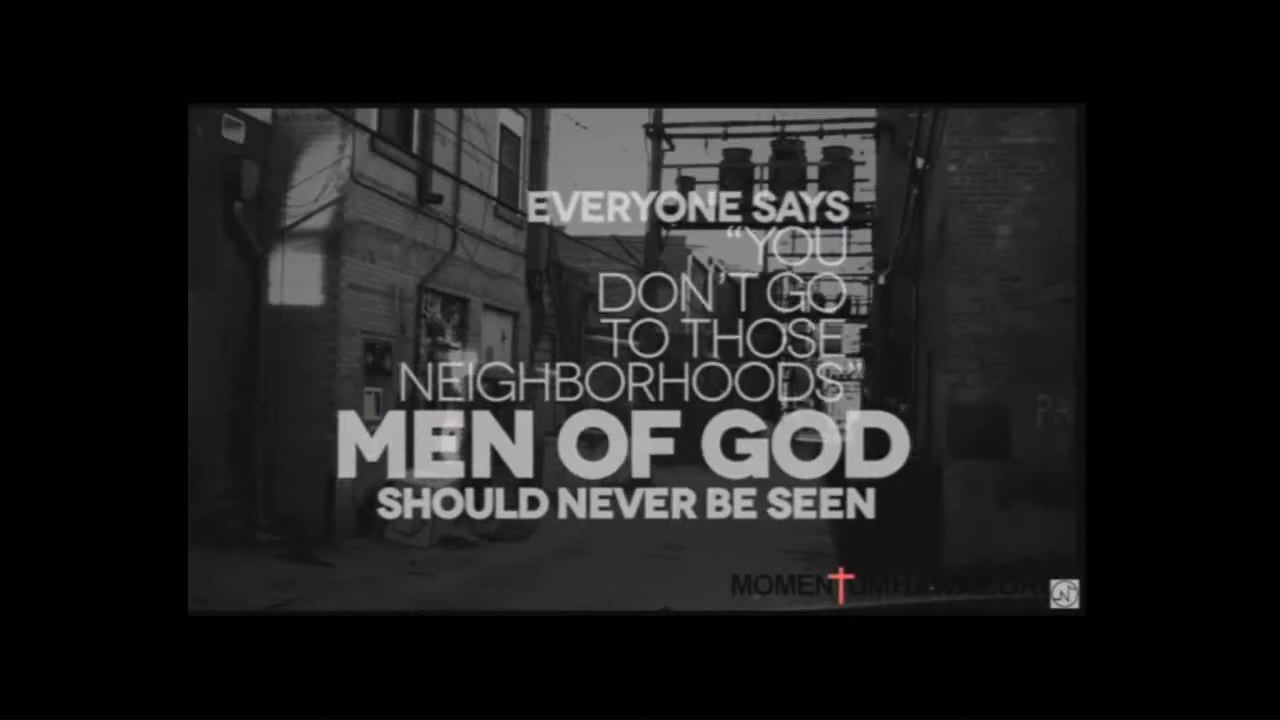 EVERYONE SAYS
“YOU
DON'T GO
TO THOSE
NEIGHBORHOODS”
MEN OF GOD
SHOULD NEVER BE SEEN